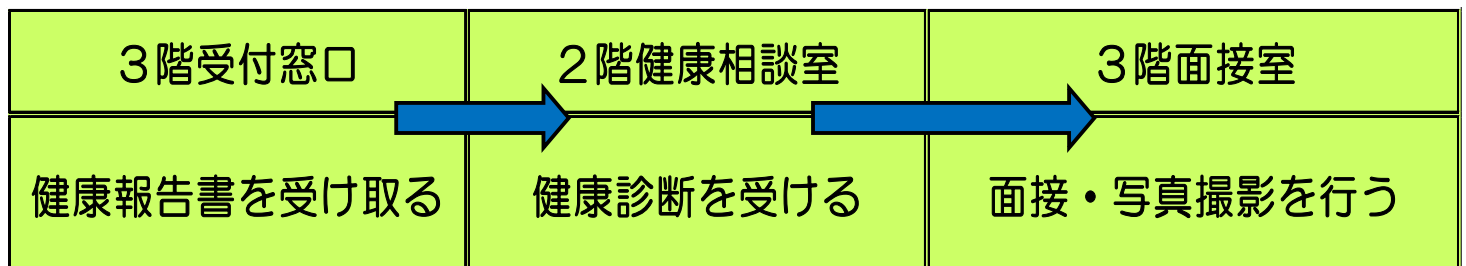 ３階受付窓口
２階健康相談室
３階面接室
健康報告書を受け取る
健康診断を受ける
面接・写真撮影を行う